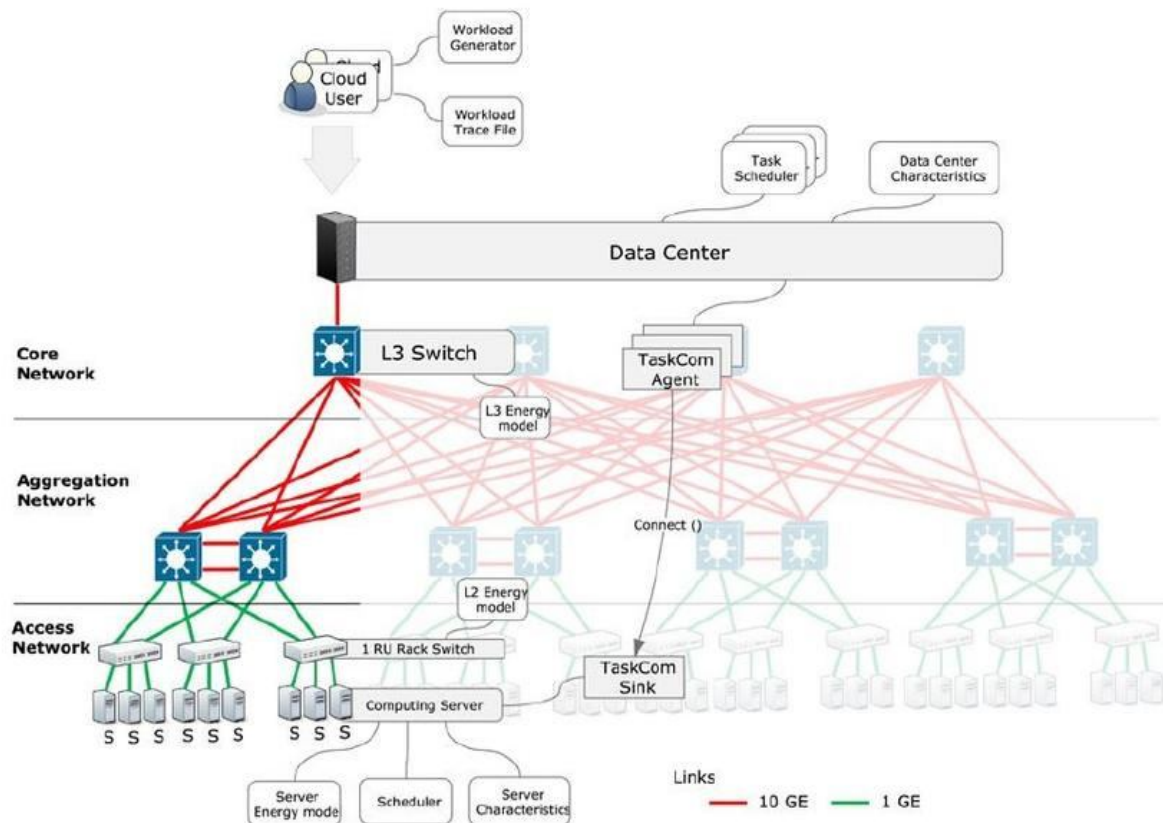 Workload
Generator
Cloud
User
Workload
Trace File
Task
Scheduler
Data Center
Characteristics
Data Center
Core
Network
L3 Switch
TaskCom
Agent
L3 Energy
model
Aggregation
Network
Connect ()
L2 Energy
model
Access
Network
1 RU Rack Switch
TaskCom
Sink
Computing Server
S S S S S S S S S
Server
Energy mode
Scheduler
Server
Characteristics
Links
10 GE
1 GE